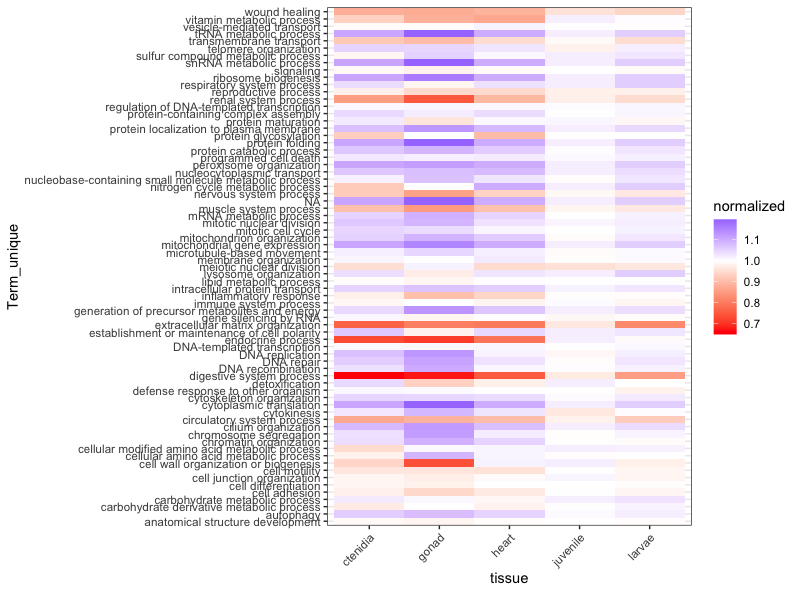 wound healing
vitamin metabolic process
vesicle-mediated transport
tRNA metabolic process
transmembrane transport
telomere organization
sulfur compound metabolic process
snRNA metabolic process
signaling
ribosome biogenesis
respiratory system process
reproductive process
renal system process
regulation of DNA-templated transcription
protein-containing complex assembly
protein maturation
protein localization to plasma membrane
protein glycosylation
protein folding
protein catabolic process
programmed cell death
peroxisome organization
nucleocytoplasmic transport
nucleobase-containing small molecule metabolic process
nitrogen cycle metabolic process
nervous system process
NA
muscle system process
mRNA metabolic process
mitotic nuclear division
mitotic cell cycle
mitochondrion organization
mitochondrial gene expression
microtubule-based movement
membrane organization
meiotic nuclear division
lysosome organization
lipid metabolic process
intracellular protein transport
inflammatory response
immune system process
generation of precursor metabolites and energy
gene silencing by RNA
extracellular matrix organization
establishment or maintenance of cell polarity
endocrine process
DNA-templated transcription
DNA replication
DNA repair
DNA recombination
digestive system process
detoxification
defense response to other organism
cytoskeleton organization
cytoplasmic translation
cytokinesis
circulatory system process
cilium organization
chromosome segregation
chromatin organization
cellular modified amino acid metabolic process
cellular amino acid metabolic process
cell wall organization or biogenesis
cell motility
cell junction organization
cell differentiation
cell adhesion
carbohydrate metabolic process
carbohydrate derivative metabolic process
autophagy
anatomical structure development
Term_unique
ctenidia
gonad
heart
juvenile
larvae
tissue
normalized
1.1
1.0
0.9
0.8
0.7